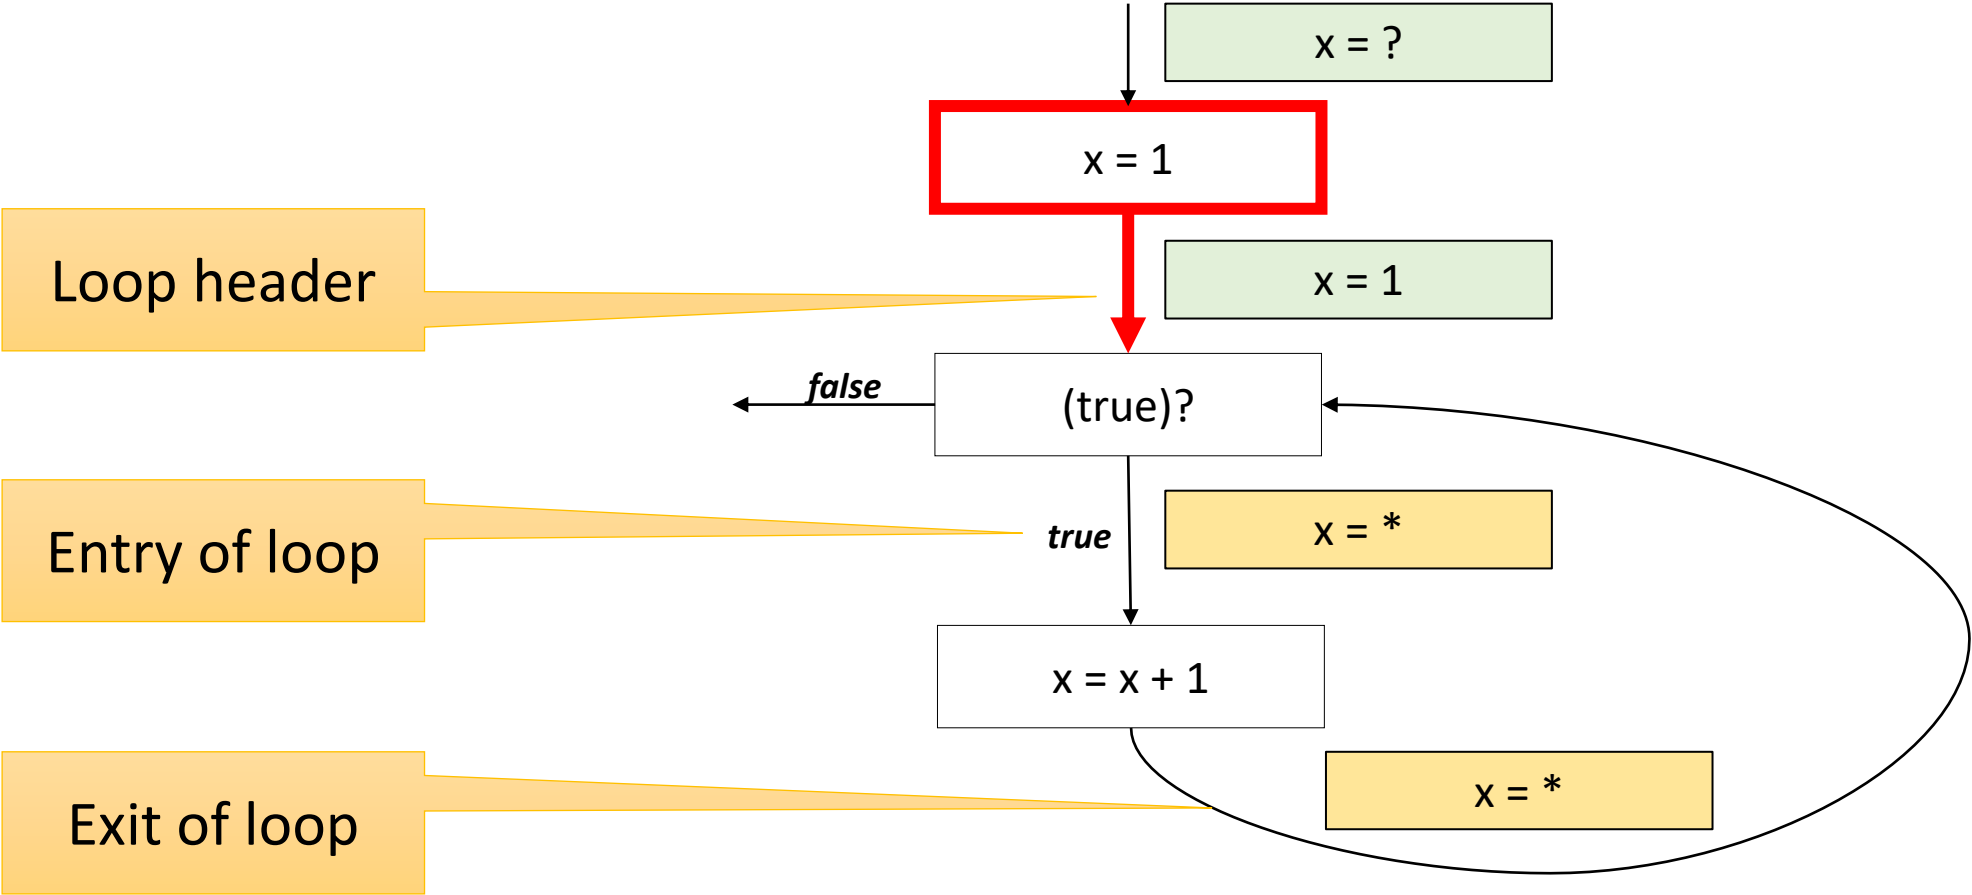 x = ?
x = 1
Loop header
x = 1
false
(true)?
Entry of loop
true
x = *
x = x + 1
Exit of loop
x = *